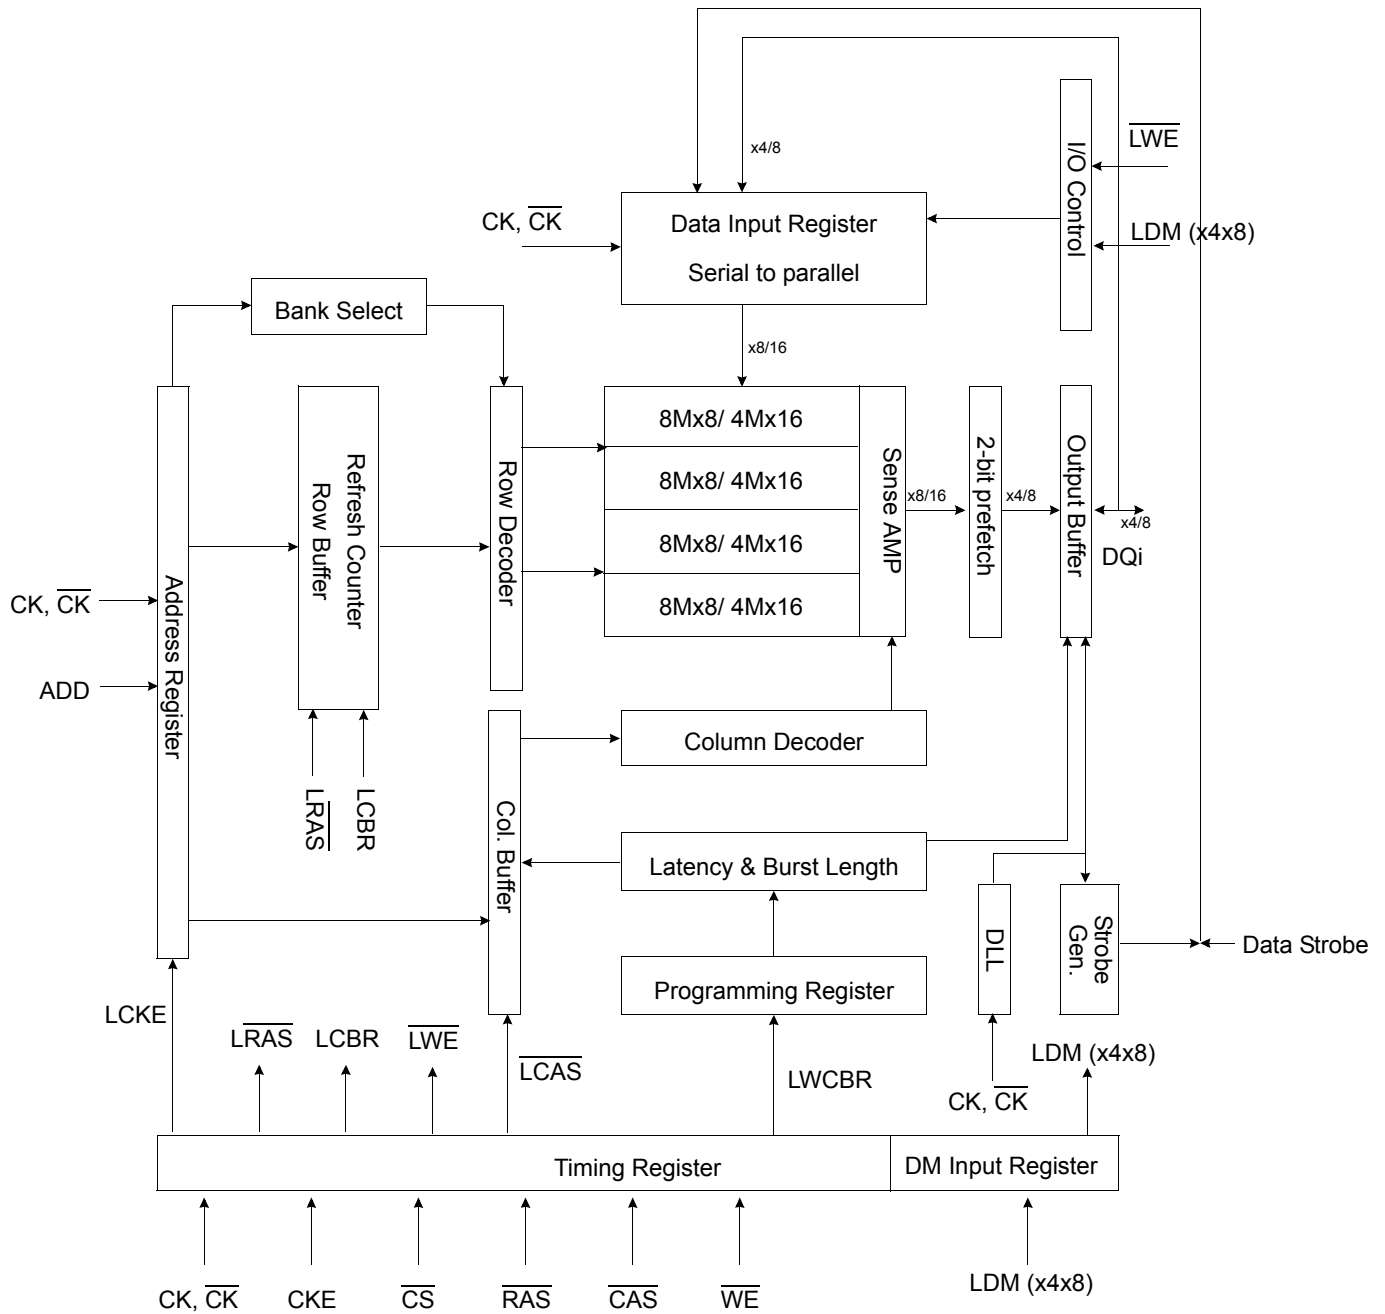 x4/8
LWE
I/O Control
CK, CK
Data Input Register
Serial to parallel
LDM (x4x8)
Bank Select
x8/16
Address Register
Refresh Counter
Row Buffer
Row Decoder
8Mx8/ 4Mx16
8Mx8/ 4Mx16
8Mx8/ 4Mx16
8Mx8/ 4Mx16
Sense AMP
x8/16
2-bit prefetch
x4/8
Output Buffer
x4/8
DQi
CK, CK
ADD
LRAS
LCBR
Col. Buffer
Column Decoder
Latency & Burst Length
Programming Register
DLL
Strobe
Gen.
Data Strobe
LCKE
LRAS
LCBR
LWE
LCAS
LWCBR
CK, CK
LDM (x4x8)
Timing Register
DM Input Register
CK, CK
CKE
CS
RAS
CAS
WE
LDM (x4x8)